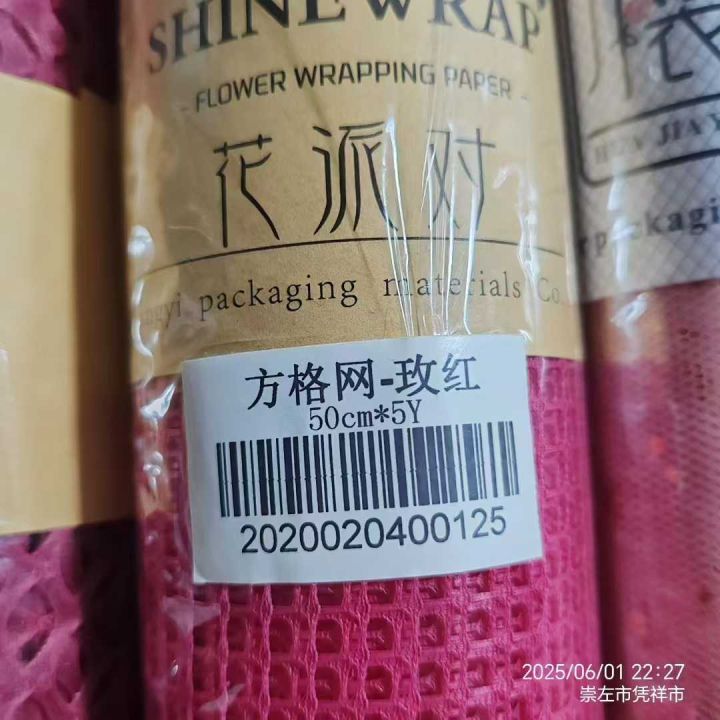 SHINEWRAP
- FLOWER WRAPPING PAPER -
花派对
packaging materials Co.
方格网-玫红
50cm*5Y
2020020400125
2025/06/01 22:27
崇左市凭祥市